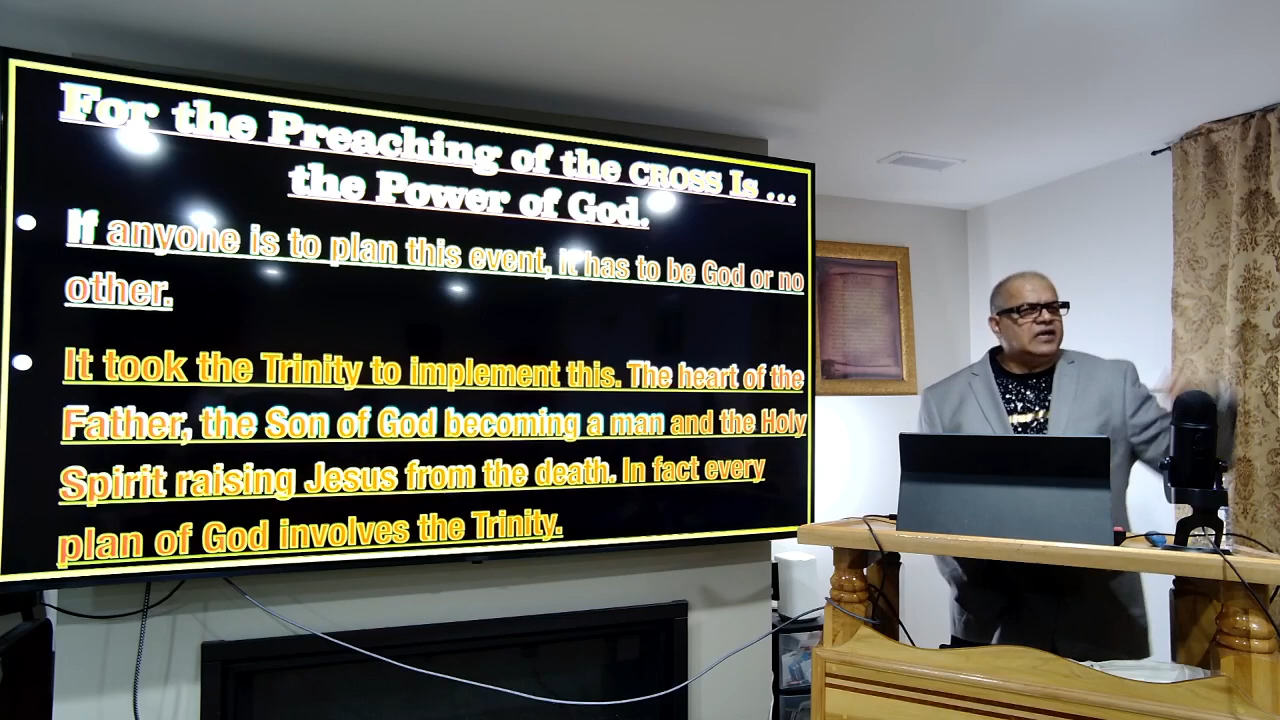 For the Preaching of the CROSS Is ...
the Power of God.
If anyone is to plan this event, it has to be God or no
other.
It took the Trinity to implement this. The heart of the
Father, the Son of God becoming a man and the Holy
Spirit raising Jesus from the death. In fact every
plan of God involves the Trinity.